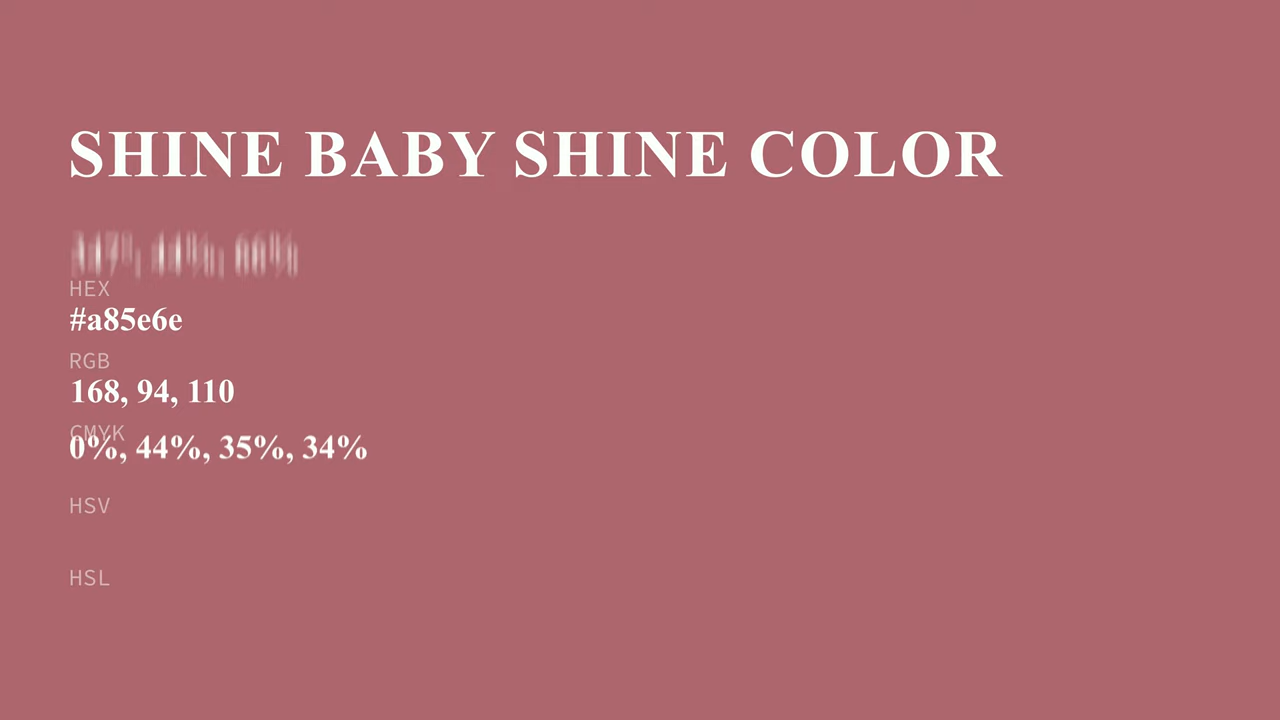 SHINE BABY SHINE COLOR
HEX
#a85e6e
RGB
168, 94, 110
CMYK
0%, 44%, 35%, 34%
HSV
HSL